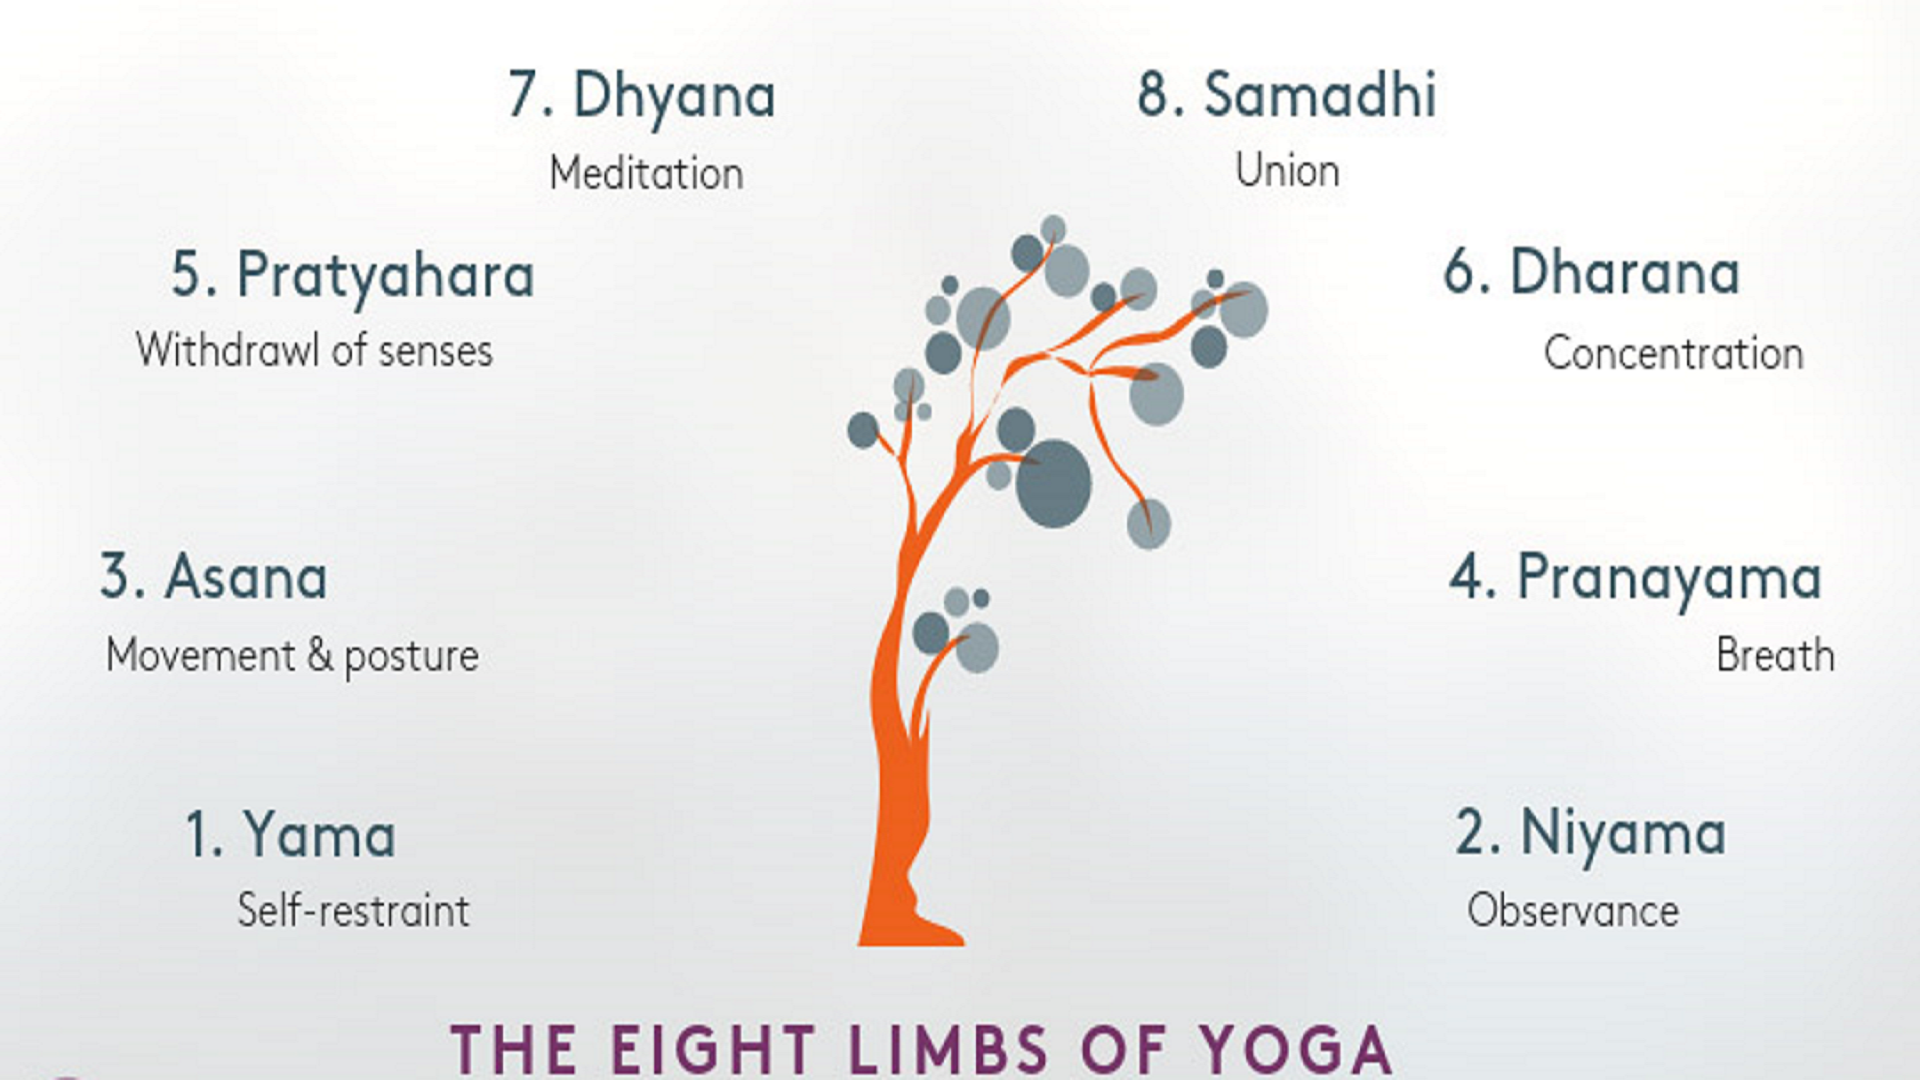 7. Dhyana
Meditation
8. Samadhi
Union
5. Pratyahara
Withdrawl of senses
6. Dharana
Concentration
3. Asana
Movement & posture
4. Pranayama
Breath
1. Yama
Self-restraint
2. Niyama
Observance
THE EIGHT LIMBS OF YOGA